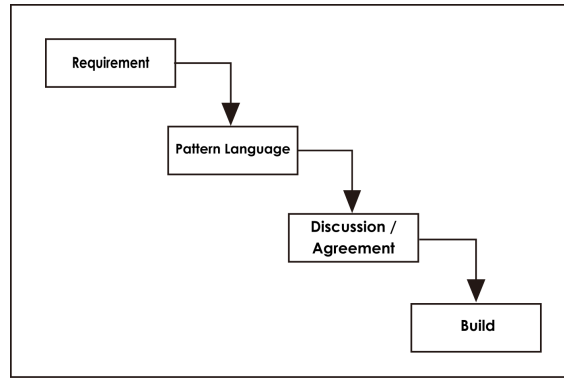 Requirement
Pattern Language
Discussion /
Agreement
Build